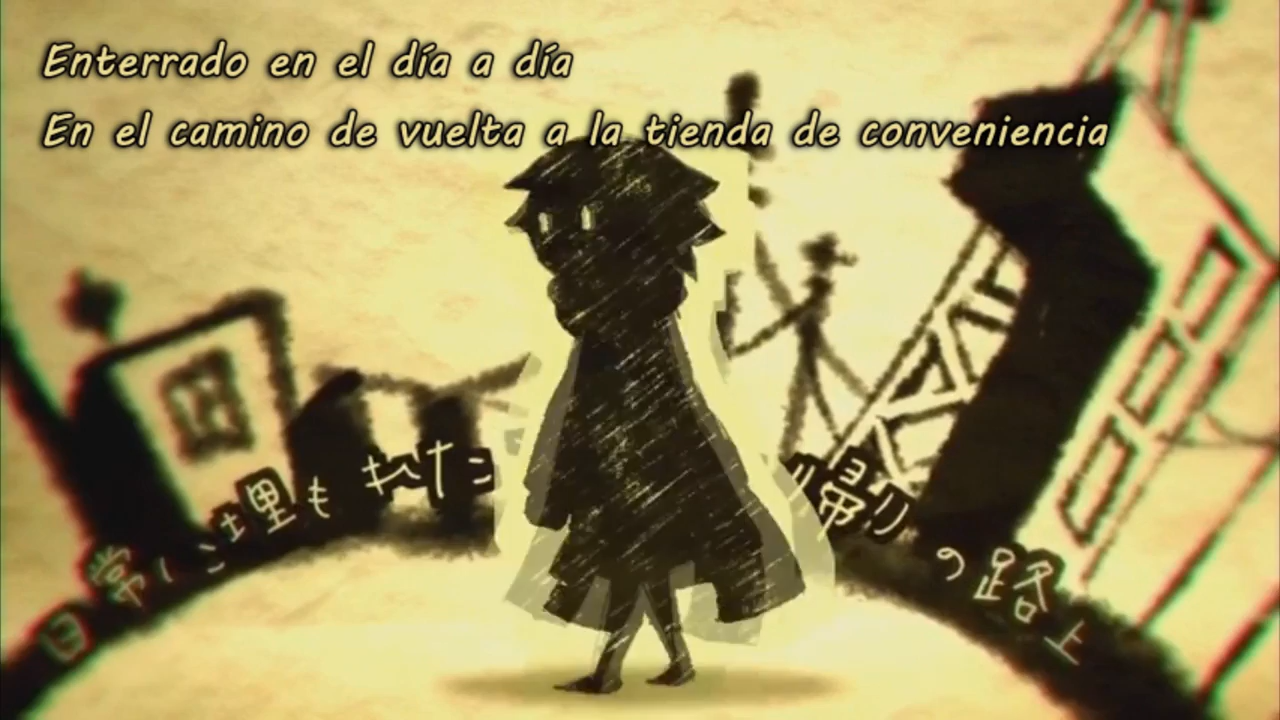 Enterrado en el día a día
En el camino de vuelta a la tienda de conveniencia
日常に埋もれた 帰りの路上